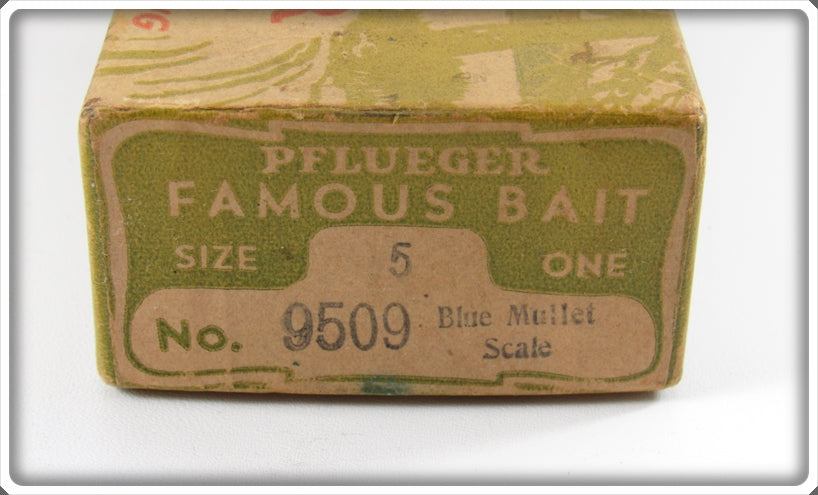 PFLUEGER
FAMOUS BAIT
SIZE 5 ONE
No. 9509 Blue Mullet
Scale